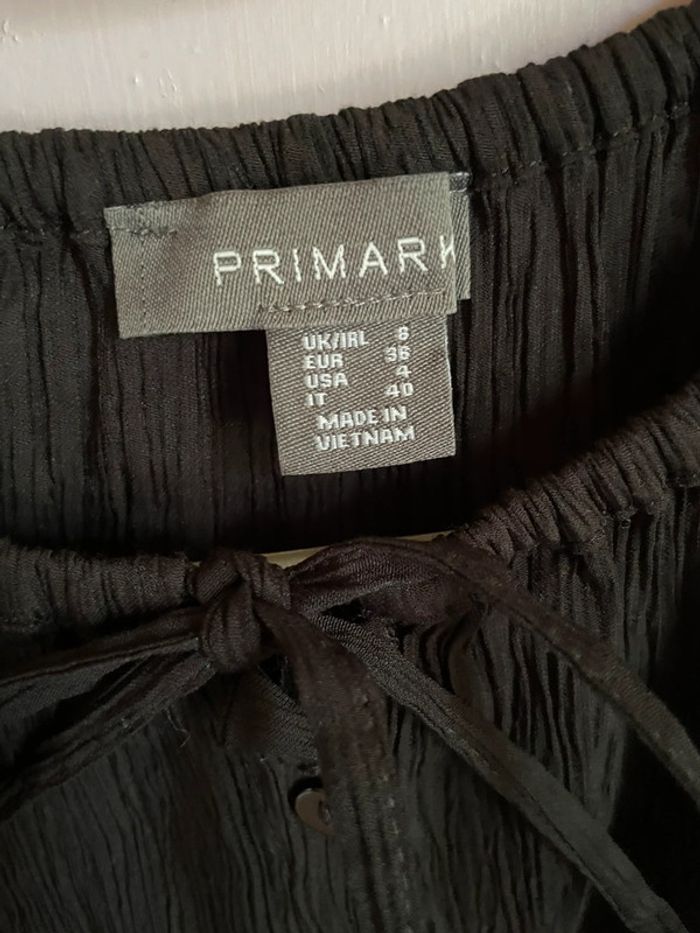 PRIMARK
UK/IRL 8
EUR 36
USA 4
IT 40
MADE IN
VIETNAM